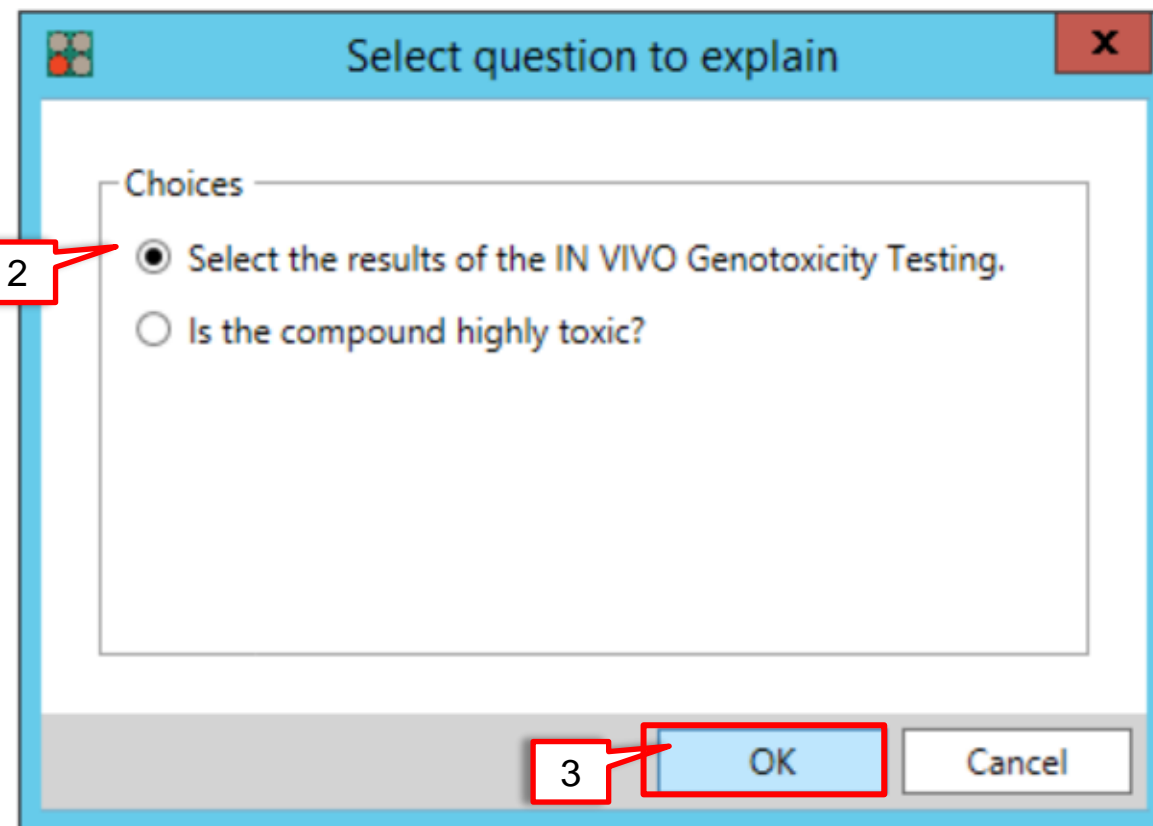 Select question to explain
x
Choices
2
Select the results of the IN VIVO Genotoxicity Testing.
Is the compound highly toxic?
3
OK
Cancel